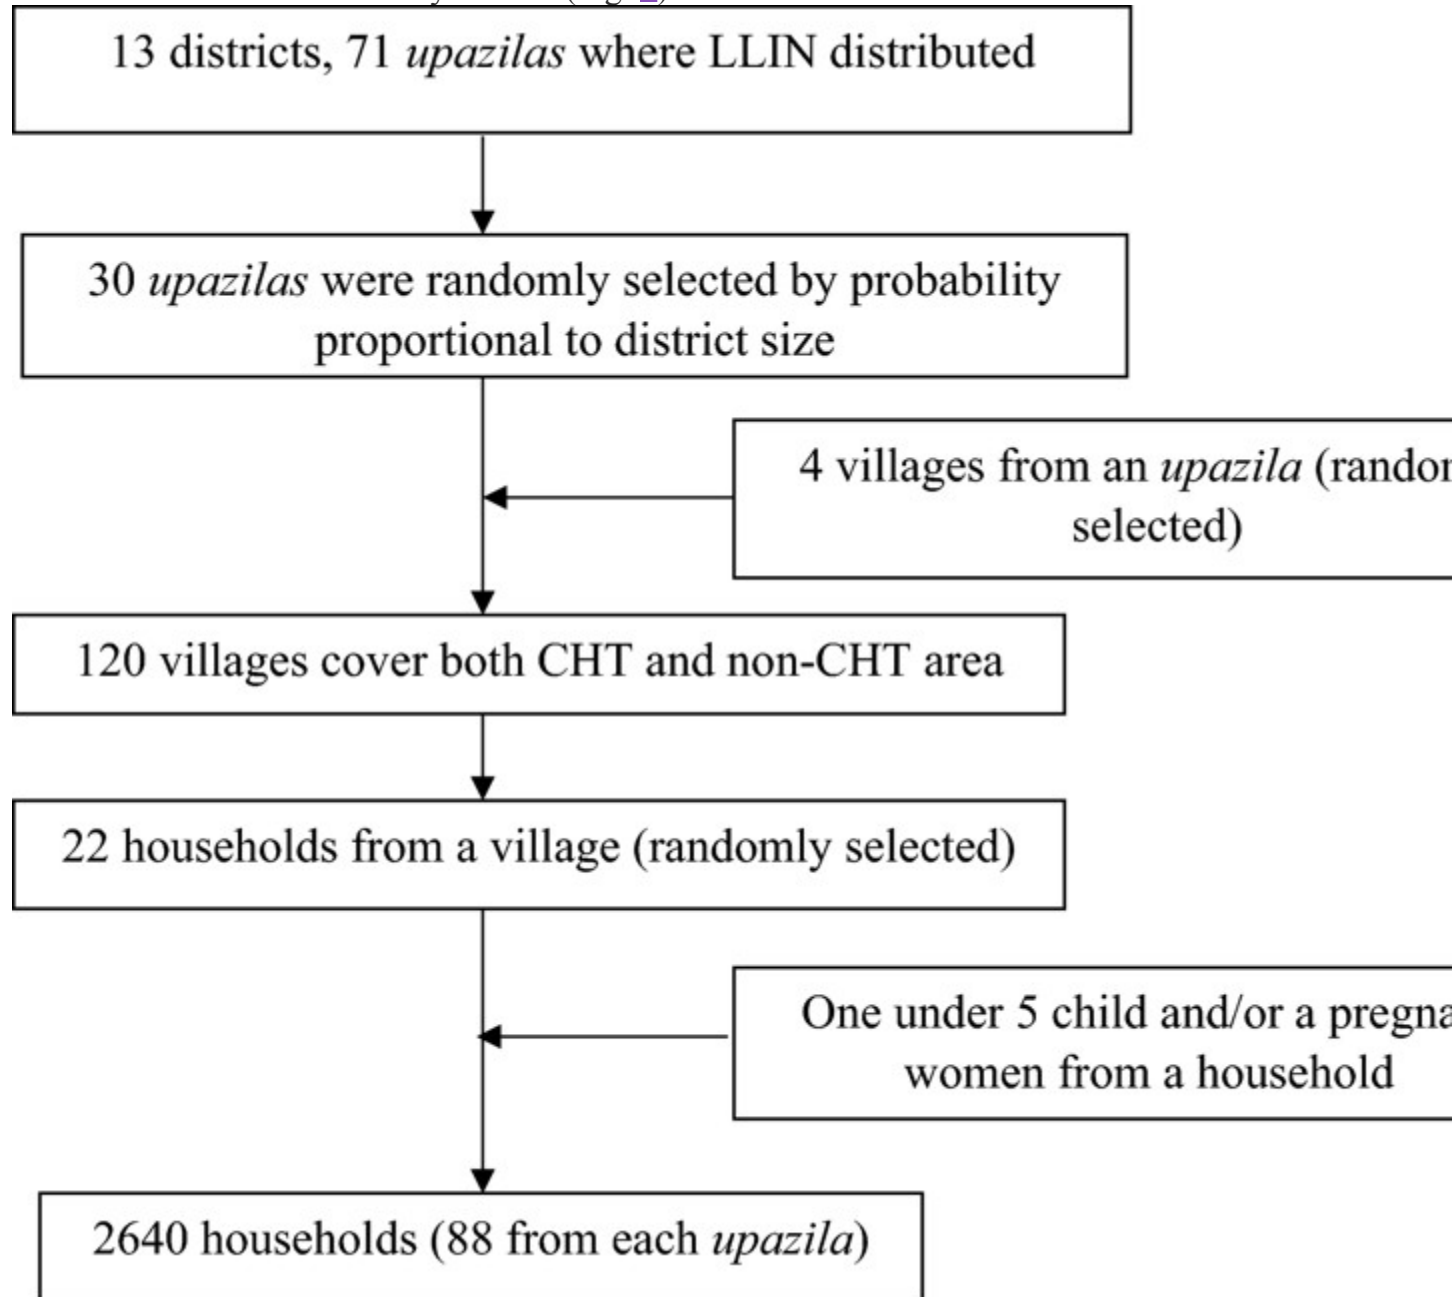 13 districts, 71 upazilas where LLIN distributed
30 upazilas were randomly selected by probability
proportional to district size
4 villages from an upazila
selected)
120 villages cover both CHT and non-CHT area
22 households from a village (randomly selected)
One under 5 child and/or a
women from a household
2640 households (88 from each upazila)